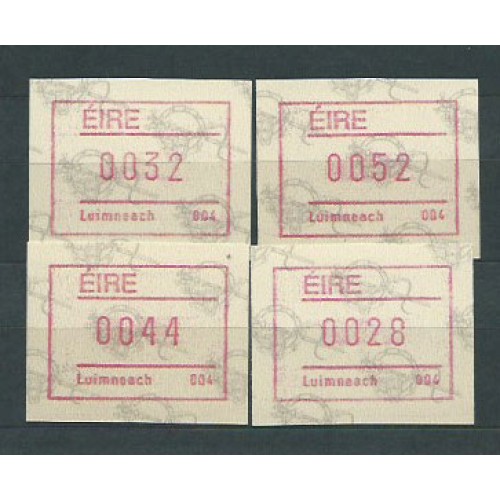 ÉIRE
0032
Luimneach 004
ÉIRE
0052
Luimneach 004
ÉIRE
0044
Luimneach 004
ÉIRE
0028
Luimneach 004